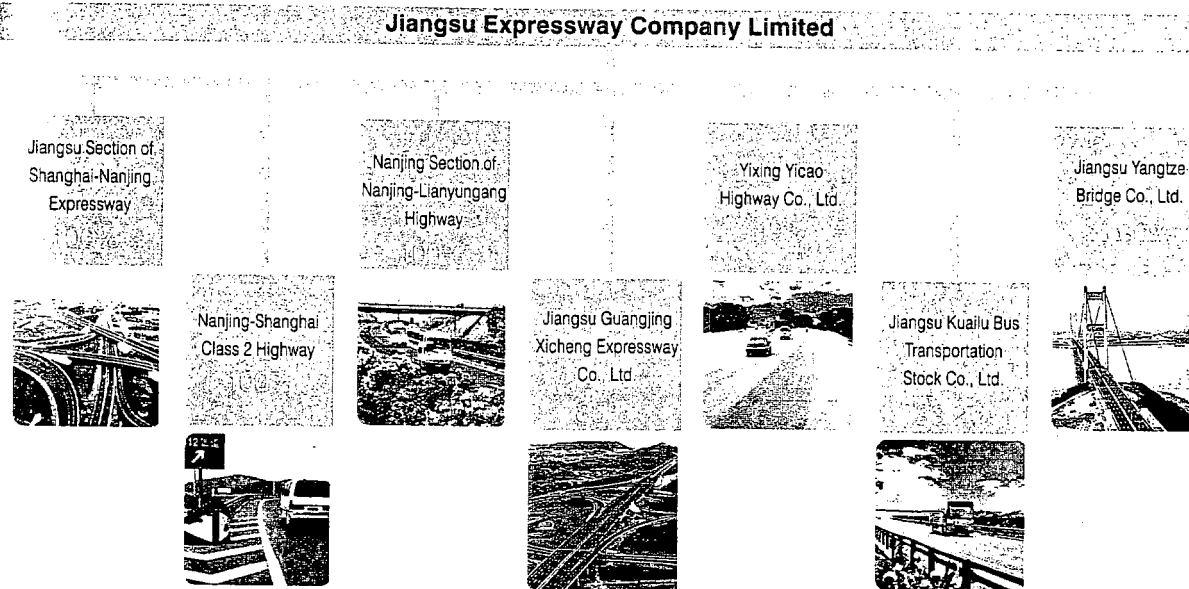 Jiangsu Expressway Company Limited
Jiangsu Section of
Shanghai-Nanjing
Expressway
Nanjing-Shanghai
Class 2 Highway
Nanjing Section of
Nanjing-Lianyungang
Highway
Jiangsu Guangjing
Xicheng Expressway
Co., Ltd.
Yixing Yicao
Highway Co., Ltd.
Jiangsu Kuailu Bus
Transportation
Stock Co., Ltd.
Jiangsu Yangtze
Bridge Co., Ltd.